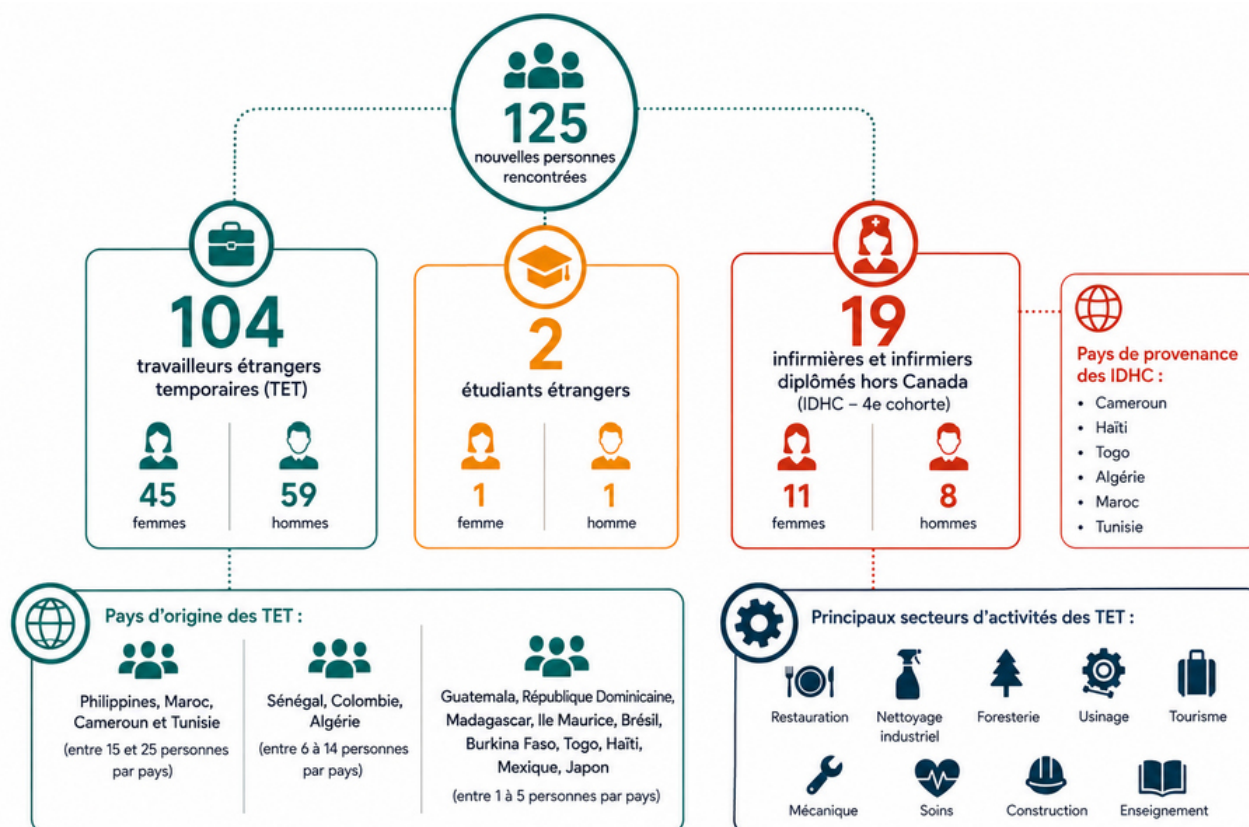 125
nouvelles personnes
rencontrées
104
travailleurs étrangers
temporaires (TET)
45
femmes
59
hommes
2
étudiants étrangers
1
femme
1
homme
19
infirmières et infirmiers
diplômés hors Canada
(IDHC – 4e cohorte)
11
femmes
8
hommes
Pays de provenance
des IDHC :
• Cameroun
• Haïti
• Togo
• Algérie
• Maroc
• Tunisie
Pays d'origine des TET :
Philippines, Maroc,
Cameroun et Tunisie
(entre 15 et 25 personnes
par pays)
Sénégal, Colombie,
Algérie
(entre 6 à 14 personnes
par pays)
Guatemala, République Dominicaine,
Madagascar, Ile Maurice, Brésil,
Burkina Faso, Togo, Haïti,
Mexique, Japon
(entre 1 à 5 personnes par pays)
Principaux secteurs d'activités des TET :
Restauration
Nettoyage
industriel
Foresterie
Usinage
Tourisme
Mécanique
Soins
Construction
Enseignement